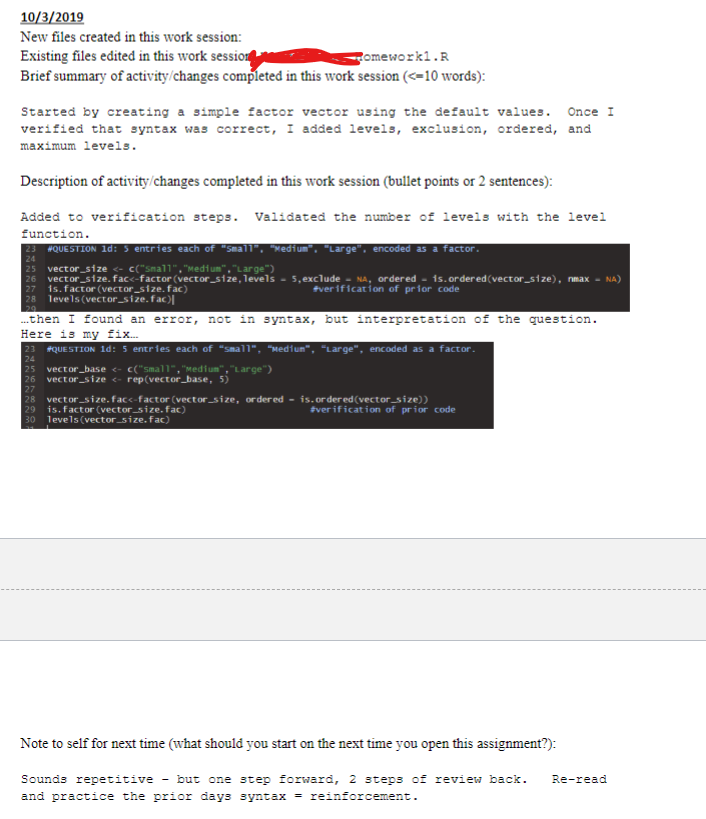 10/3/2019
New files created in this work session:
Existing files edited in this work session homework1.R
Brief summary of activity/changes completed in this work session (<=10 words):
Started by creating a simple factor vector using the default values. Once I
verified that syntax was correct, I added levels, exclusion, ordered, and
maximum levels.
Description of activity/changes completed in this work session (bullet points or 2 sentences):
Added to verification steps. Validated the number of levels with the level
function.
23 #QUESTION 1d: 5 entries each of "Small", "Medium", "Large", encoded as a factor.
24
25 vector_size <- c("Small","Medium","Large")
26 vector_size.fac<-factor(vector_size,levels = 5,exclude = NA, ordered = is.ordered(vector_size), nmax = NA)
27 is.factor(vector_size.fac) #verification of prior code
28 levels(vector_size.fac)
29
…then I found an error, not in syntax, but interpretation of the question.
Here is my fix…
23 #QUESTION 1d: 5 entries each of "Small", "Medium", "Large", encoded as a factor.
24
25 vector_base <- c("Small","Medium","Large")
26 vector_size <- rep(vector_base, 5)
27
28 vector_size.fac<-factor(vector_size, ordered = is.ordered(vector_size))
29 is.factor(vector_size.fac) #verification of prior code
30 levels(vector_size.fac)
Note to self for next time (what should you start on the next time you open this assignment?):
Sounds repetitive - but one step forward, 2 steps of review back. Re-read
and practice the prior days syntax = reinforcement.